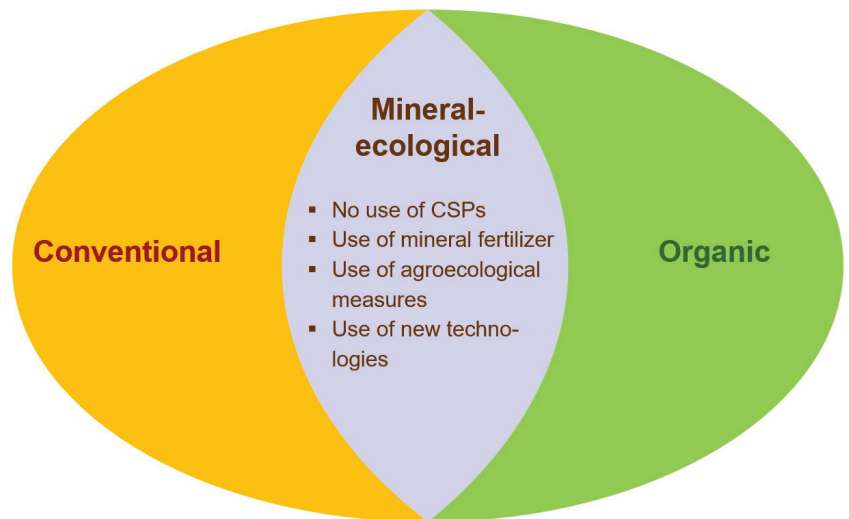 Mineral-
ecological
▪ No use of CSPs
▪ Use of mineral fertilizer
▪ Use of agroecological
measures
▪ Use of new techno-
logies
Conventional
Organic